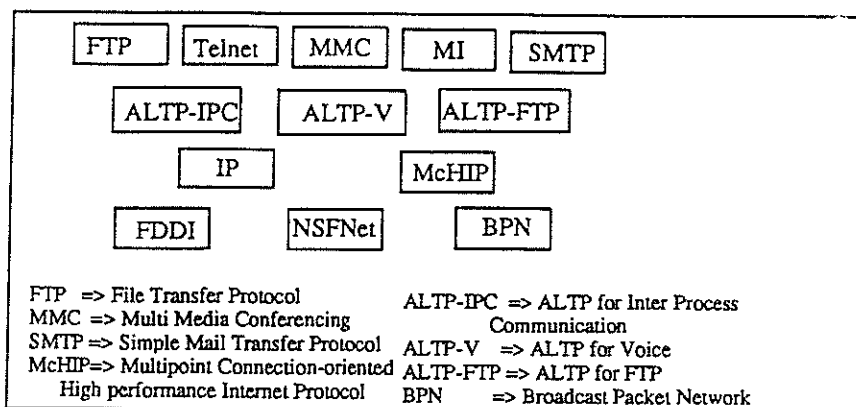 FTP Telnet MMC MI SMTP
ALTP-IPC ALTP-V ALTP-FTP
IP McHIP
FDDI NSFNet BPN
FTP => File Transfer Protocol
MMC => Multi Media Conferencing
SMTP => Simple Mail Transfer Protocol
McHIP=> Multipoint Connection-oriented
High performance Internet Protocol
ALTP-IPC => ALTP for Inter Process
Communication
ALTP-V => ALTP for Voice
ALTP-FTP => ALTP for FTP
BPN => Broadcast Packet Network